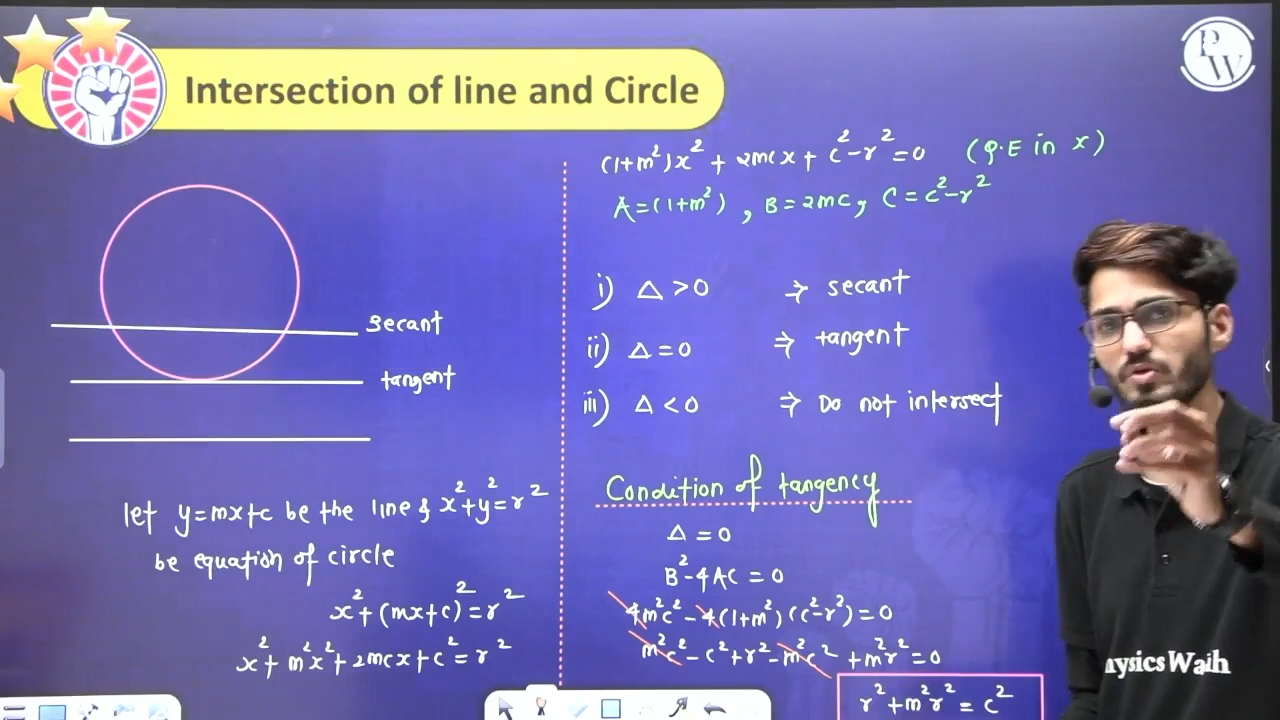 Intersection of line and Circle
PW
(1+m²)x² + 2mcx + c²-r² = 0 (Q.E in x)
A=(1+m²), B=2mc, C=c²-r²
i) Δ>0 ⇒ secant
ii) Δ=0 ⇒ tangent
iii) Δ<0 ⇒ Do not intersect
secant
tangent
let y=mx+c be the line & x²+y²=r²
be equation of circle
x²+(mx+c)²=r²
x²+m²x²+2mcx+c²=r²
Condition of tangency
Δ=0
B²-4AC=0
4m²c²-4(1+m²)(c²-r²)=0
m²c²-c²+r²-m²c²+m²r²=0
r²+m²r²=c²